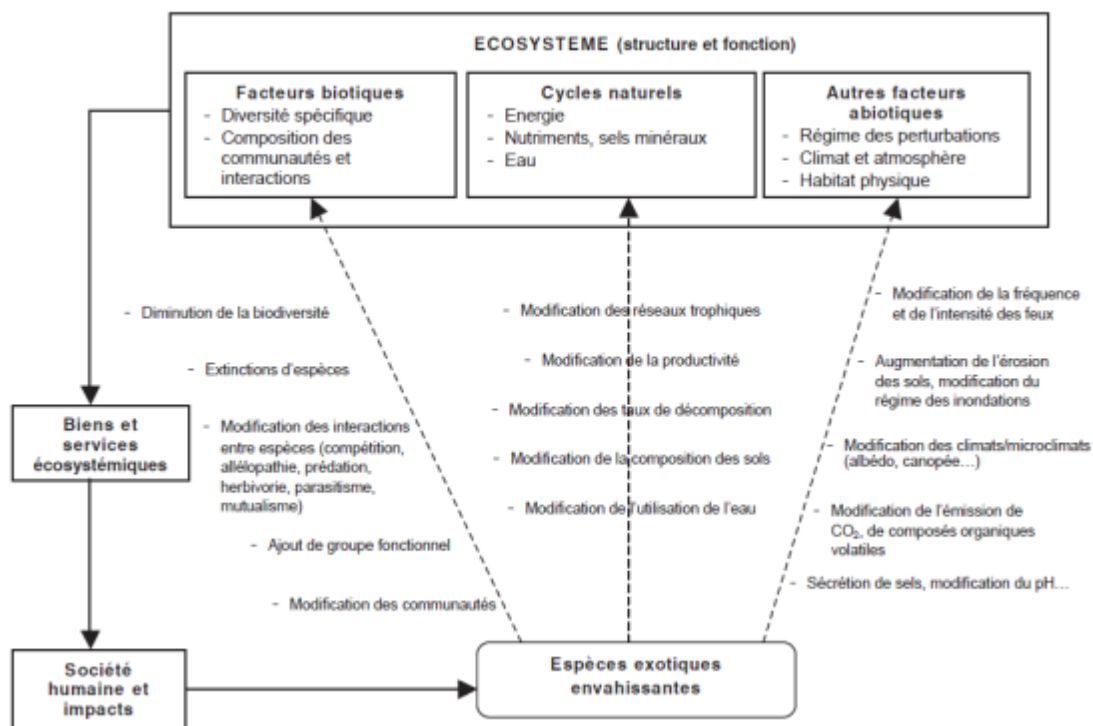 ECOSYSTEME (structure et fonction)
Facteurs biotiques
- Diversité spécifique
- Composition des
communautés et
interactions
Cycles naturels
- Energie
- Nutriments, sels minéraux
- Eau
Autres facteurs
abiotiques
- Régime des perturbations
- Climat et atmosphère
- Habitat physique
- Diminution de la biodiversité
- Extinctions d'espèces
- Modification des interactions
entre espèces (compétition,
allélopathie, prédation,
herbivorie, parasitisme,
mutualisme)
- Ajout de groupe fonctionnel
- Modification des communautés
- Modification des réseaux trophiques
- Modification de la productivité
- Modification des taux de décomposition
- Modification de la composition des sols
- Modification de l'utilisation de l'eau
- Modification de la fréquence
et de l'intensité des feux
- Augmentation de l'érosion
des sols, modification du
régime des inondations
- Modification des climats/microclimats
(albédo, canopée...)
- Modification de l'émission de
CO₂, de composés organiques
volatiles
- Sécrétion de sels, modification du pH...
Biens et
services
écosystémiques
Société
humaine et
impacts
Espèces exotiques
envahissantes